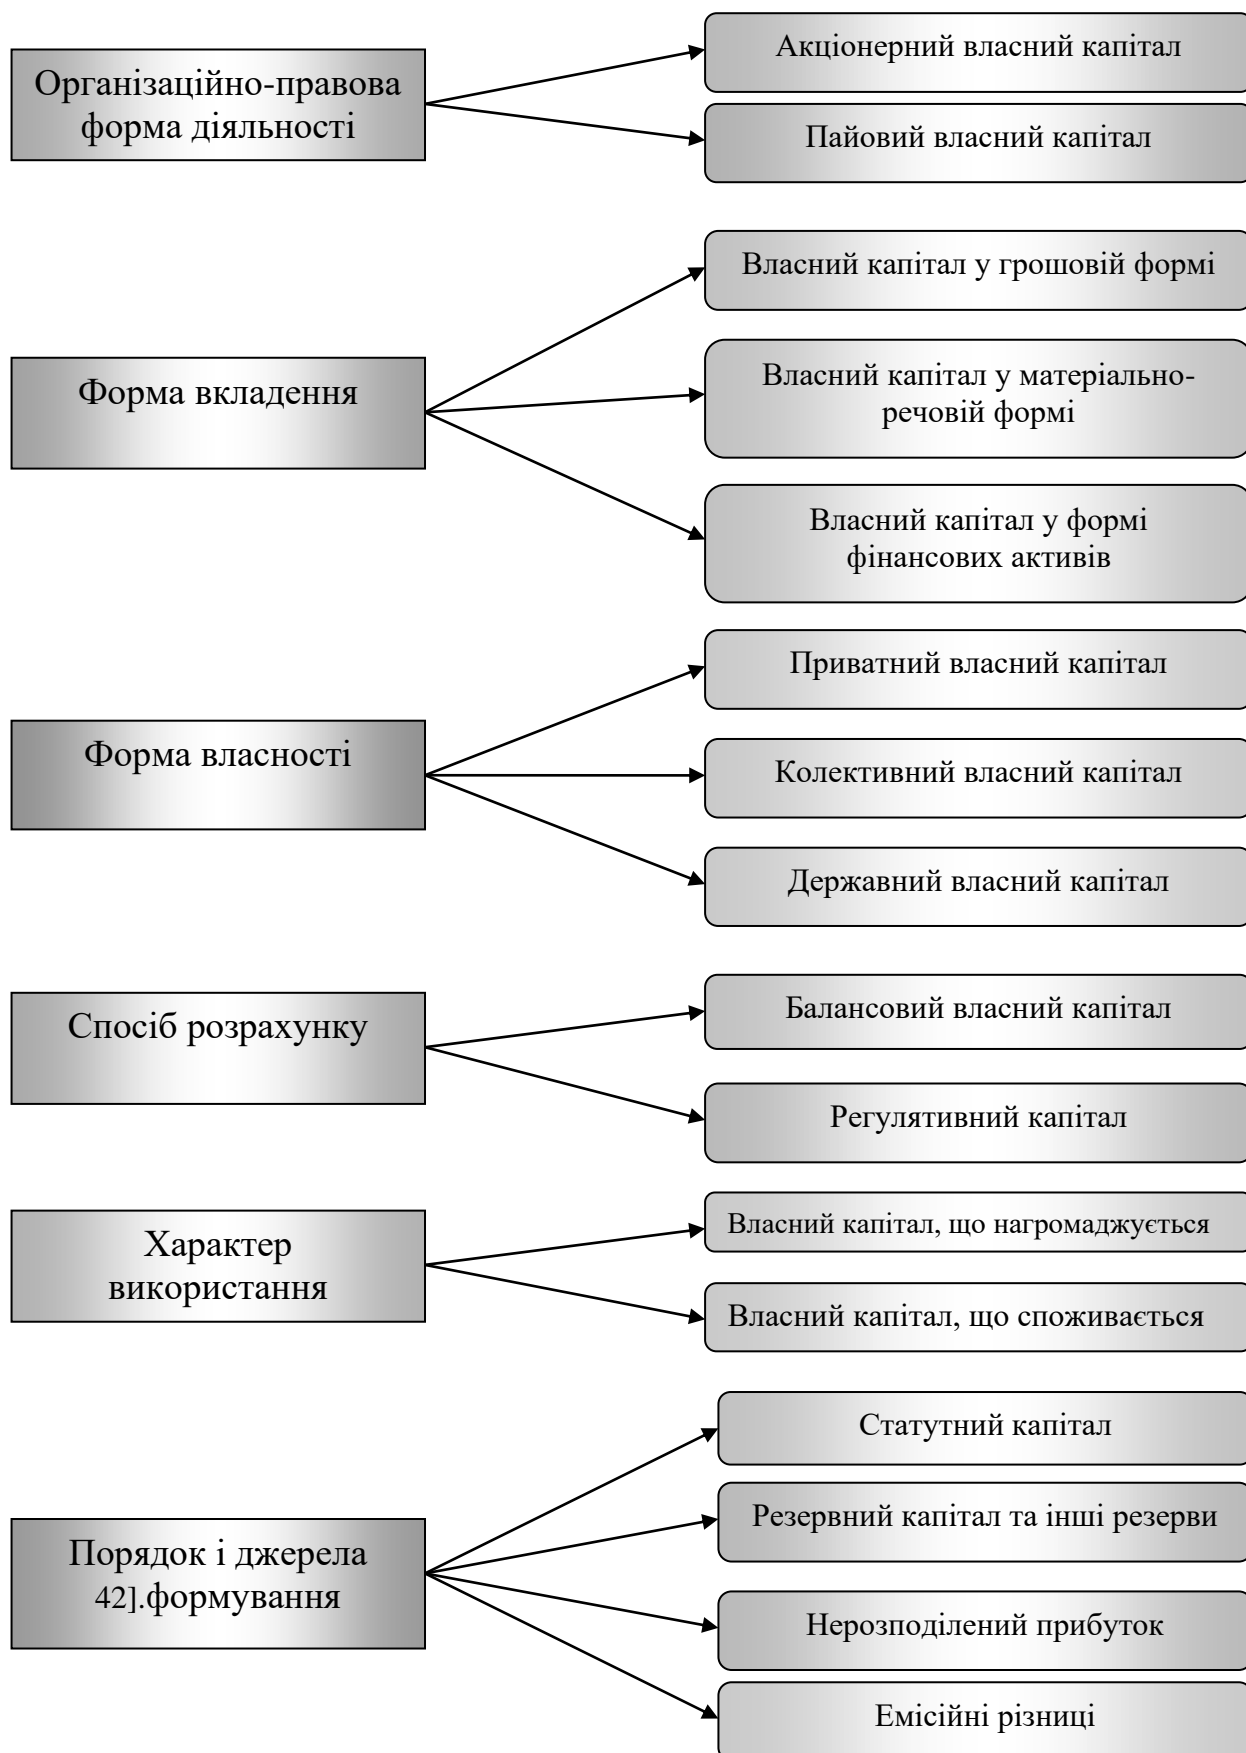 Організаційно-правова
форма діяльності
Акціонерний власний капітал
Пайовий власний капітал
Форма вкладення
Власний капітал у грошовій формі
Власний капітал у матеріально-
речовій формі
Власний капітал у формі
фінансових активів
Форма власності
Приватний власний капітал
Колективний власний капітал
Державний власний капітал
Спосіб розрахунку
Балансовий власний капітал
Регулятивний капітал
Характер
використання
Власний капітал, що нагромаджується
Власний капітал, що споживається
Порядок і джерела
42].формування
Статутний капітал
Резервний капітал та інші резерви
Нерозподілений прибуток
Емісійні різниці